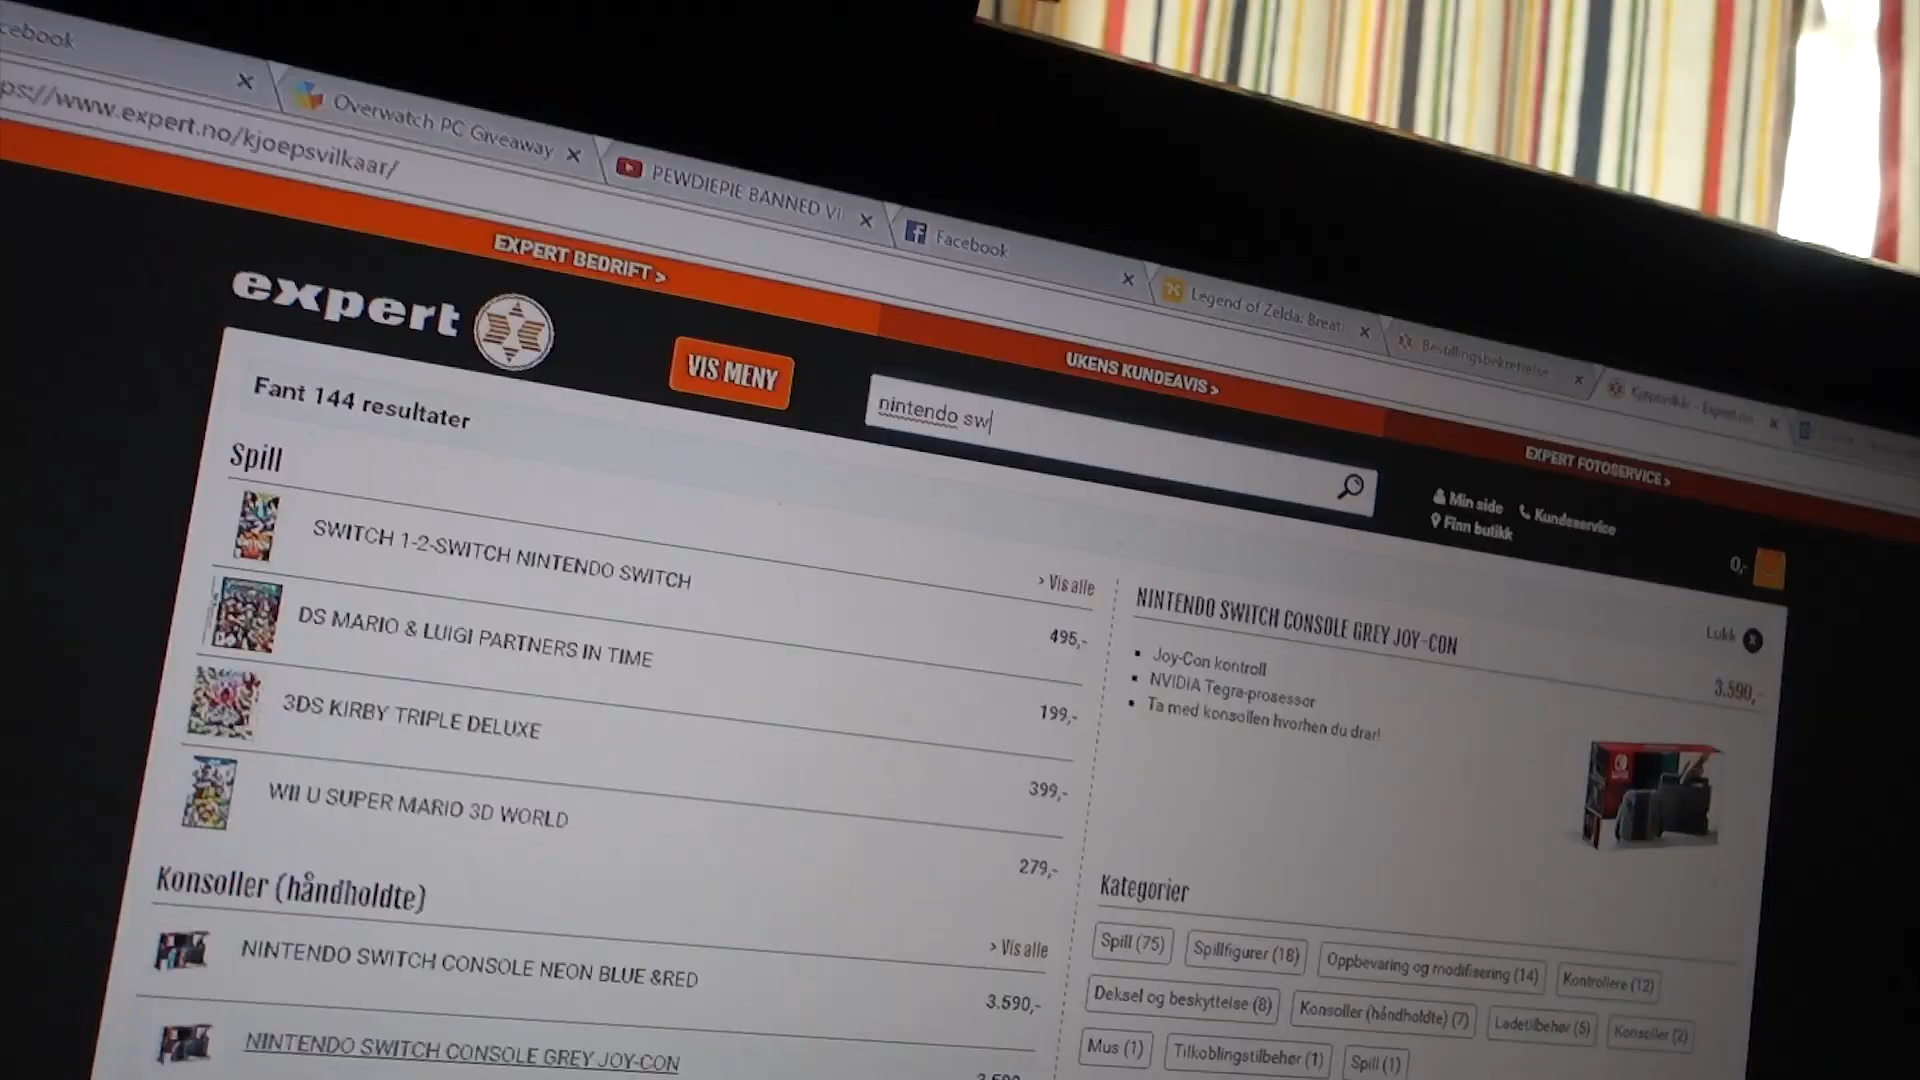 cebook
Overwatch PC Giveaway
PEWDIEPIE BANNED VI
Facebook
Legend of Zelda: Breat
Bestillingsbekreftelse
ps://www.expert.no/kjoepsvilkaar/
EXPERT BEDRIFT >
UKENS KUNDEAVIS >
EXPERT FOTOSERVICE >
expert
VIS MENY
nintendo sw
Min side
Kundeservice
Finn butikk
0,-
Fant 144 resultater
Spill
> Vis alle
SWITCH 1-2-SWITCH NINTENDO SWITCH
495,-
DS MARIO & LUIGI PARTNERS IN TIME
199,-
3DS KIRBY TRIPLE DELUXE
399,-
WII U SUPER MARIO 3D WORLD
279,-
Konsoller (håndholdte)
> Vis alle
NINTENDO SWITCH CONSOLE NEON BLUE &RED
3.590,-
NINTENDO SWITCH CONSOLE GREY JOY-CON
3.590
Lukk
NINTENDO SWITCH CONSOLE GREY JOY-CON
3.590,-
Joy-Con kontroll
NVIDIA Tegra-prosessor
Ta med konsollen hvorhen du drar!
Kategorier
Spill (75)
Spillfigurer (18)
Oppbevaring og modifisering (14)
Kontrollere (12)
Deksel og beskyttelse (8)
Konsoller (håndholdte) (7)
Ladetilbehør (5)
Konsoller (2)
Mus (1)
Tilkoblingstilbehør (1)
Spill (1)